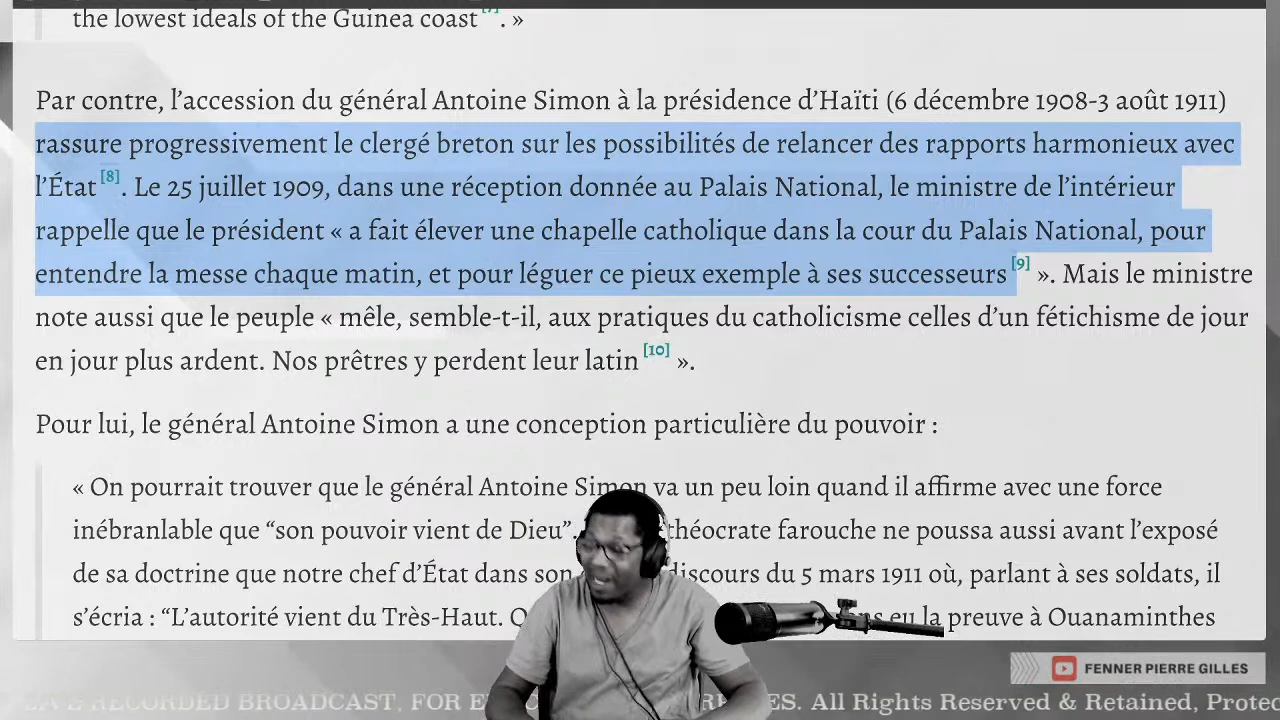 the lowest ideals of the Guinea coast [7]. »
Par contre, l’accession du général Antoine Simon à la présidence d’Haïti (6 décembre 1908-3 août 1911)
rassure progressivement le clergé breton sur les possibilités de relancer des rapports harmonieux avec
l’État [8]. Le 25 juillet 1909, dans une réception donnée au Palais National, le ministre de l’intérieur
rappelle que le président « a fait élever une chapelle catholique dans la cour du Palais National, pour
entendre la messe chaque matin, et pour léguer ce pieux exemple à ses successeurs [9] ». Mais le ministre
note aussi que le peuple « mêle, semble-t-il, aux pratiques du catholicisme celles d’un fétichisme de jour
en jour plus ardent. Nos prêtres y perdent leur latin [10] ».
Pour lui, le général Antoine Simon a une conception particulière du pouvoir :
« On pourrait trouver que le général Antoine Simon va un peu loin quand il affirme avec une force
inébranlable que “son pouvoir vient de Dieu”. théocrate farouche ne poussa aussi avant l’exposé
de sa doctrine que notre chef d’État dans son discours du 5 mars 1911 où, parlant à ses soldats, il
s’écria : “L’autorité vient du Très-Haut. eu la preuve à Ouanaminthes
FENNER PIERRE GILLES
RECORDED BROADCAST, FOR All Rights Reserved & Retained,